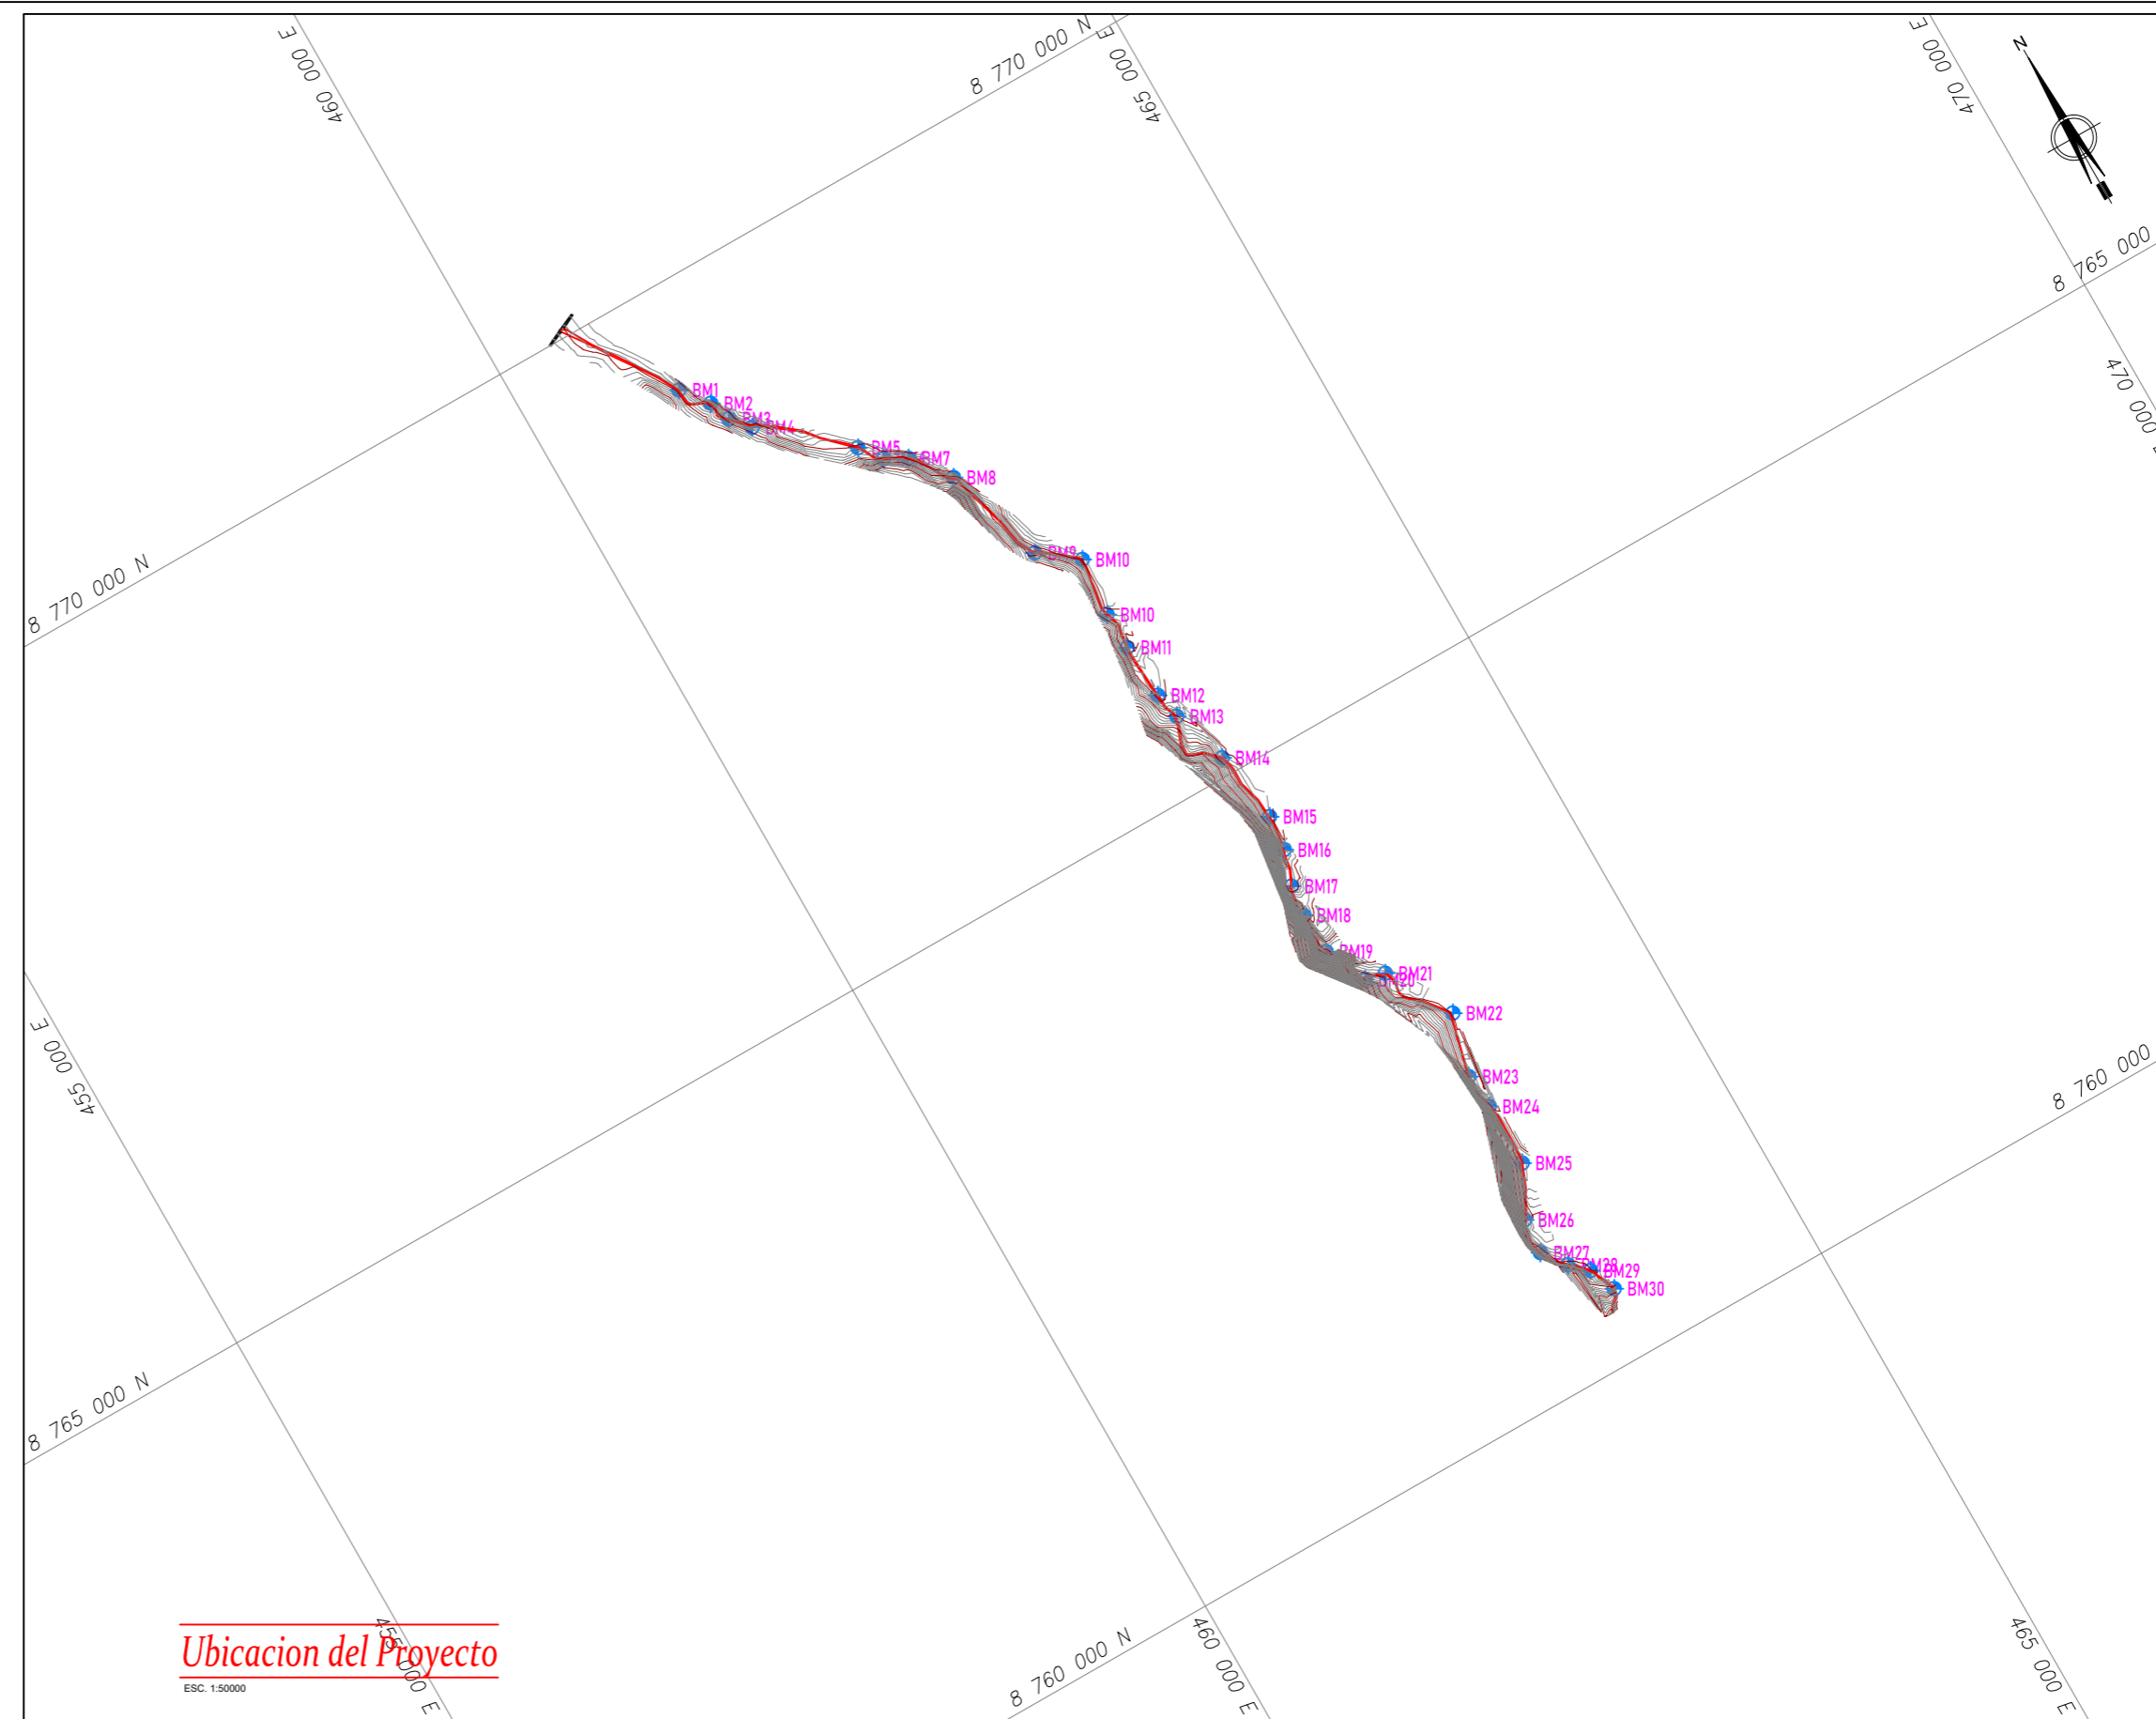 460 000 E
8 770 000 N
465 000 E
470 000 E
N
8 765 000
470 000
BM1
BM2
BM3
BM4
BM5
BM7
BM8
BM9
BM10
8 770 000 N
BM10
BM11
BM12
BM13
BM14
BM15
BM16
BM17
BM18
BM19
BM21
BM20
BM22
455 000 E
BM23
8 760 000
BM24
BM25
BM26
BM27
BM28
BM29
BM30
8 765 000 N
Ubicacion del Proyecto
ESC. 1:50000
455 000 E
8 760 000 N
460 000 E
465 000 E